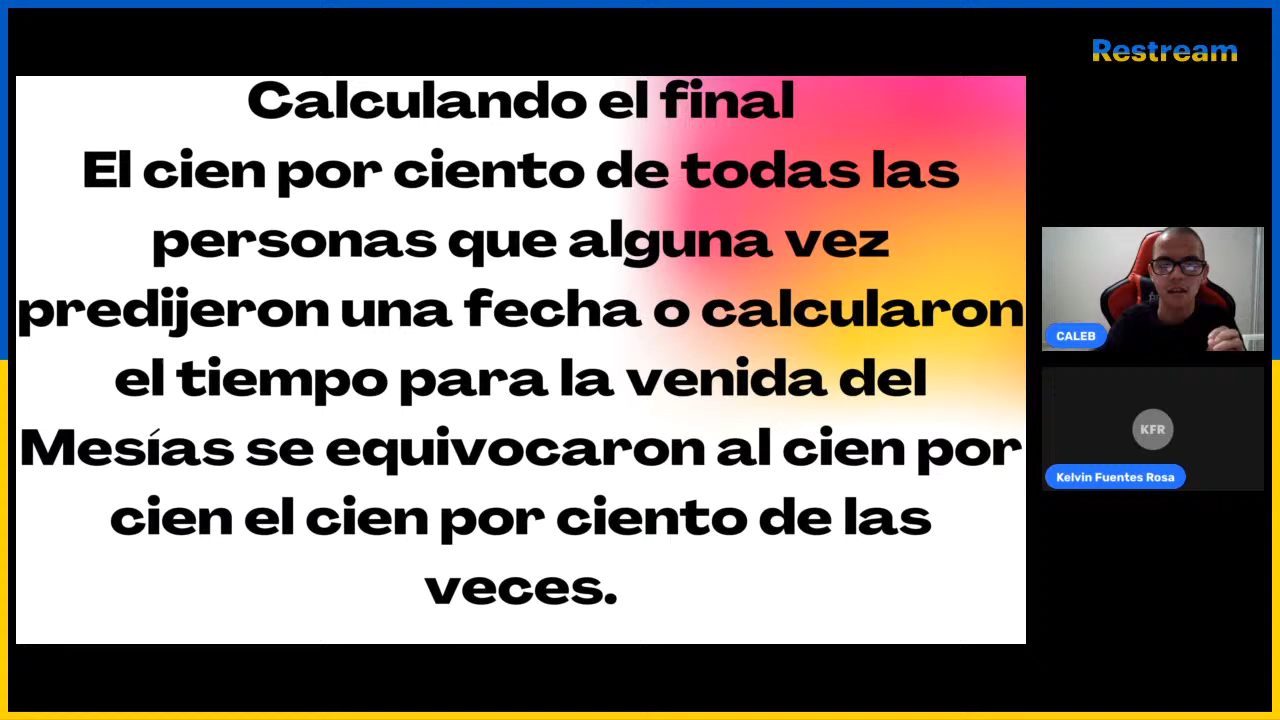 Restream
Calculando el final
El cien por ciento de todas las
personas que alguna vez
predijeron una fecha o calcularon
el tiempo para la venida del
Mesías se equivocaron al cien por
cien el cien por ciento de las
veces.
CALEB
KFR
Kelvin Fuentes Rosa